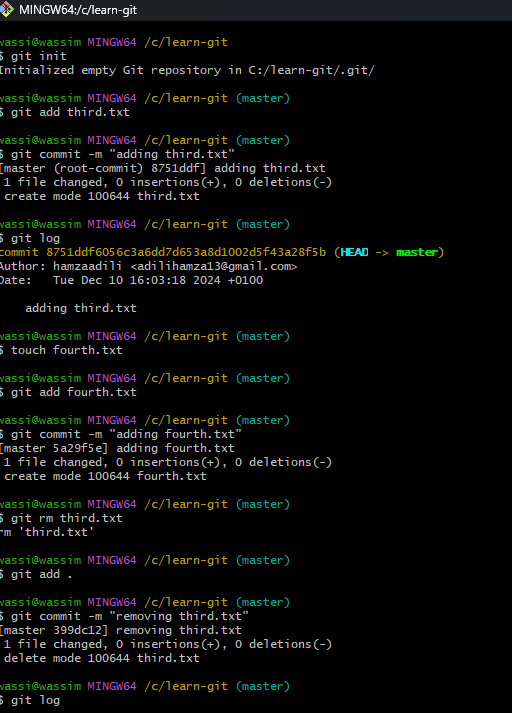 MINGW64:/c/learn-git
wassi@wassim MINGW64 /c/learn-git
$ git init
Initialized empty Git repository in C:/learn-git/.git/
wassi@wassim MINGW64 /c/learn-git (master)
$ git add third.txt
wassi@wassim MINGW64 /c/learn-git (master)
$ git commit -m "adding third.txt"
[master (root-commit) 8751ddf] adding third.txt
1 file changed, 0 insertions(+), 0 deletions(-)
create mode 100644 third.txt
wassi@wassim MINGW64 /c/learn-git (master)
$ git log
commit 8751ddf6056c3a6dd7d653a8d1002d5f43a28f5b (HEAD -> master)
Author: hamzaadili <adilihamza13@gmail.com>
Date:   Tue Dec 10 16:03:18 2024 +0100
adding third.txt
wassi@wassim MINGW64 /c/learn-git (master)
$ touch fourth.txt
wassi@wassim MINGW64 /c/learn-git (master)
$ git add fourth.txt
wassi@wassim MINGW64 /c/learn-git (master)
$ git commit -m "adding fourth.txt"
[master 5a29f5e] adding fourth.txt
1 file changed, 0 insertions(+), 0 deletions(-)
create mode 100644 fourth.txt
wassi@wassim MINGW64 /c/learn-git (master)
$ git rm third.txt
rm 'third.txt'
wassi@wassim MINGW64 /c/learn-git (master)
$ git add .
wassi@wassim MINGW64 /c/learn-git (master)
$ git commit -m "removing third.txt"
[master 399dc12] removing third.txt
1 file changed, 0 insertions(+), 0 deletions(-)
delete mode 100644 third.txt
wassi@wassim MINGW64 /c/learn-git (master)
$ git log